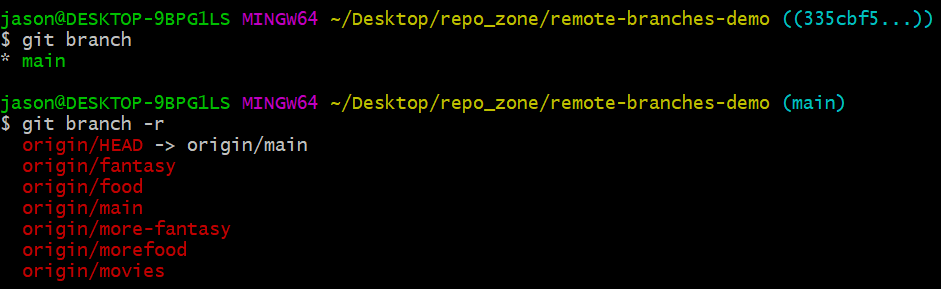 jason@DESKTOP-9BPG1LS MINGW64 ~/Desktop/repo_zone/remote-branches-demo ((335cbf5...))
$ git branch
* main
jason@DESKTOP-9BPG1LS MINGW64 ~/Desktop/repo_zone/remote-branches-demo (main)
$ git branch -r
  origin/HEAD -> origin/main
  origin/fantasy
  origin/food
  origin/main
  origin/more-fantasy
  origin/morefood
  origin/movies